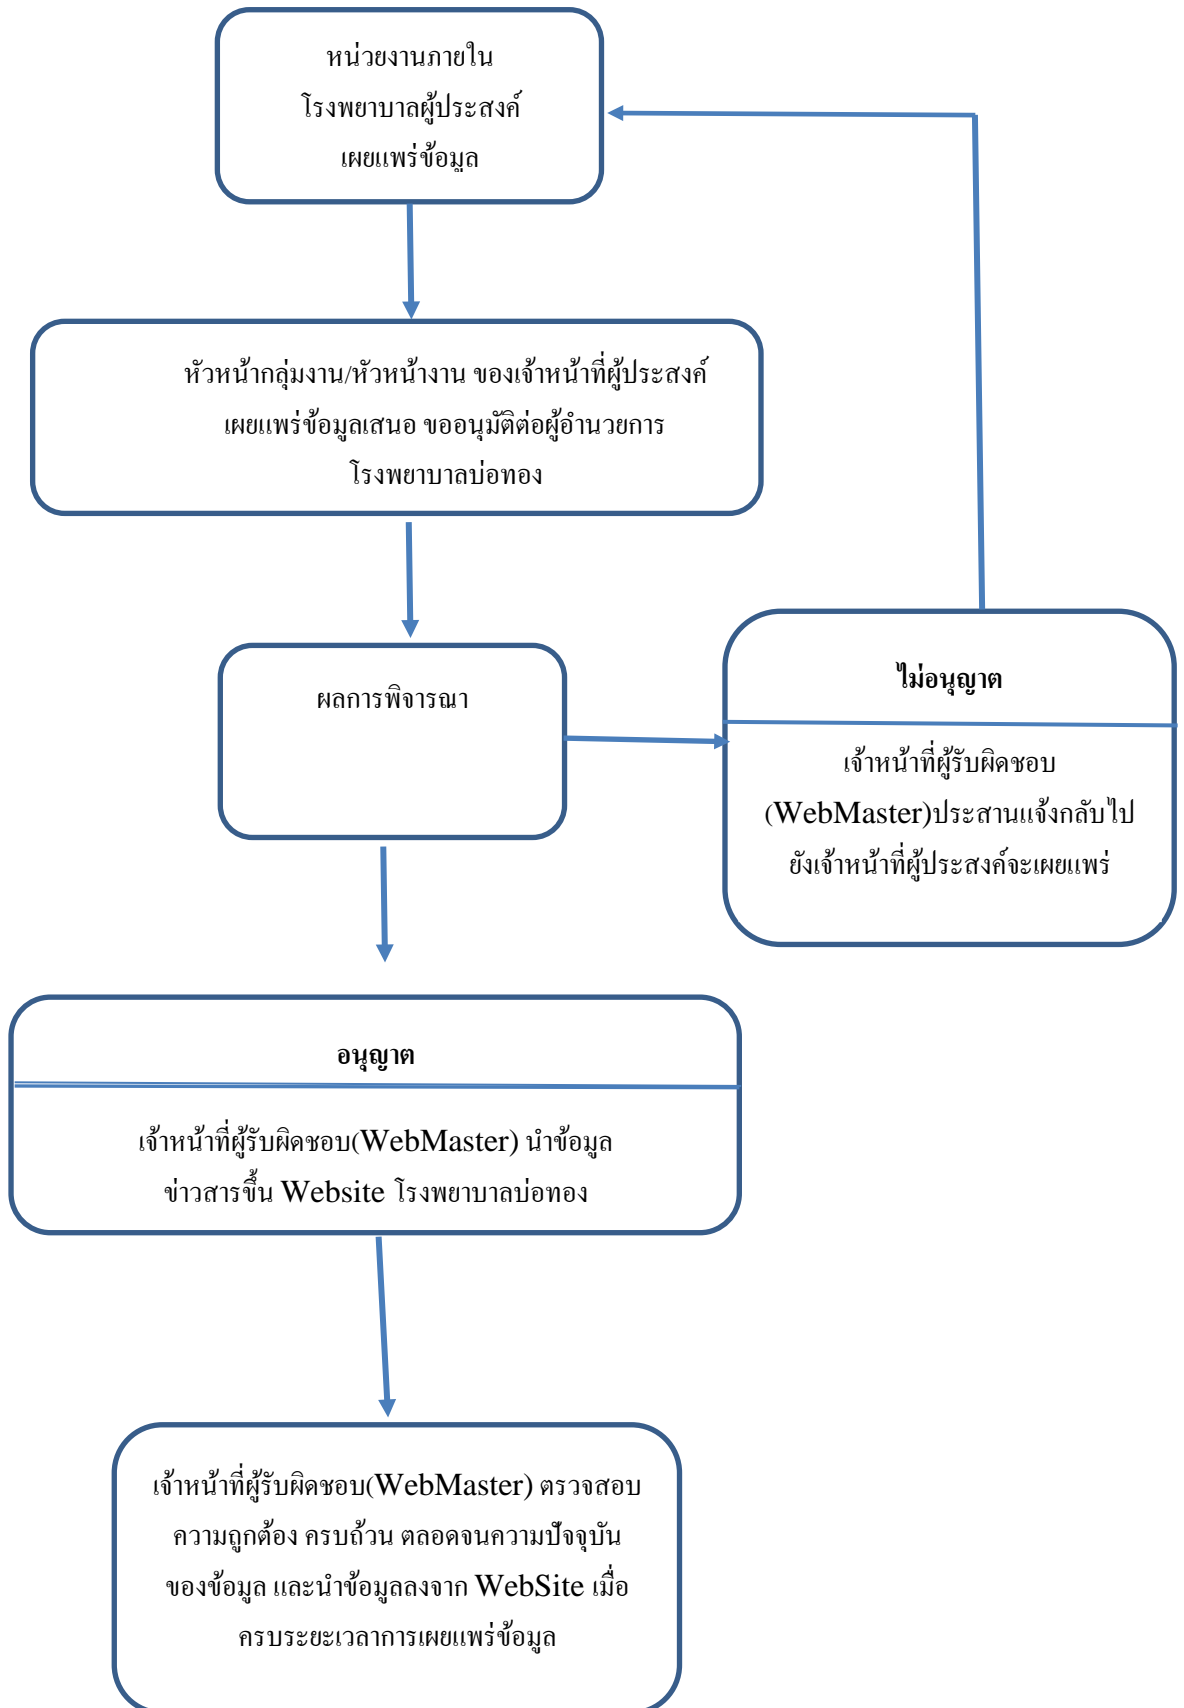 หน่วยงานภายใน
โรงพยาบาลผู้ประสงค์
เผยแพร่ข้อมูล
หัวหน้ากลุ่มงาน/หัวหน้างาน ของเจ้าหน้าที่ผู้ประสงค์
เผยแพร่ข้อมูลเสนอ ขออนุมัติต่อผู้อำนวยการ
โรงพยาบาลบ่อทอง
ผลการพิจารณา
ไม่อนุญาต
เจ้าหน้าที่ผู้รับผิดชอบ
(WebMaster)ประสานแจ้งกลับไป
ยังเจ้าหน้าที่ผู้ประสงค์จะเผยแพร่
อนุญาต
เจ้าหน้าที่ผู้รับผิดชอบ(WebMaster) นำข้อมูล
ข่าวสารขึ้น Website โรงพยาบาลบ่อทอง
เจ้าหน้าที่ผู้รับผิดชอบ(WebMaster) ตรวจสอบ
ความถูกต้อง ครบถ้วน ตลอดจนความปัจจุบัน
ของข้อมูล และนำข้อมูลลงจาก WebSite เมื่อ
ครบระยะเวลาการเผยแพร่ข้อมูล